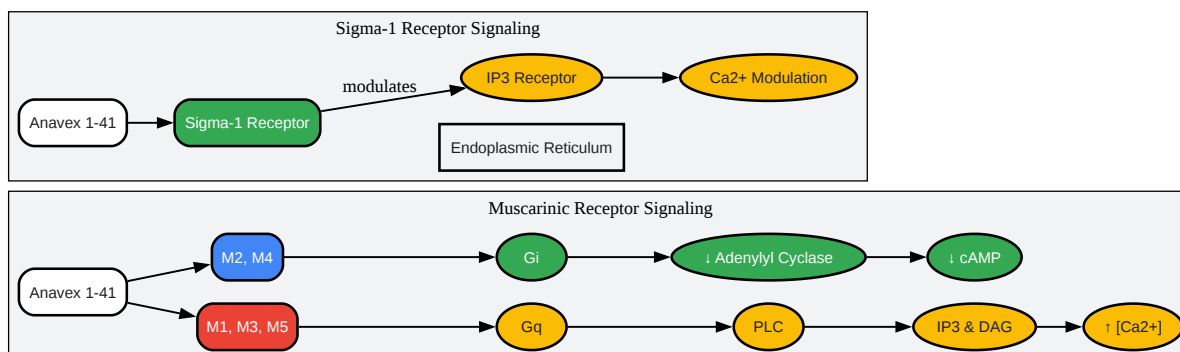 Sigma-1 Receptor Signaling
Anavex 1-41
Sigma-1 Receptor
modulates
IP3 Receptor
Ca2+ Modulation
Endoplasmic Reticulum
Muscarinic Receptor Signaling
Anavex 1-41
M2, M4
Gi
↓ Adenylyl Cyclase
↓ cAMP
M1, M3, M5
Gq
PLC
IP3 & DAG
↑ [Ca2+]